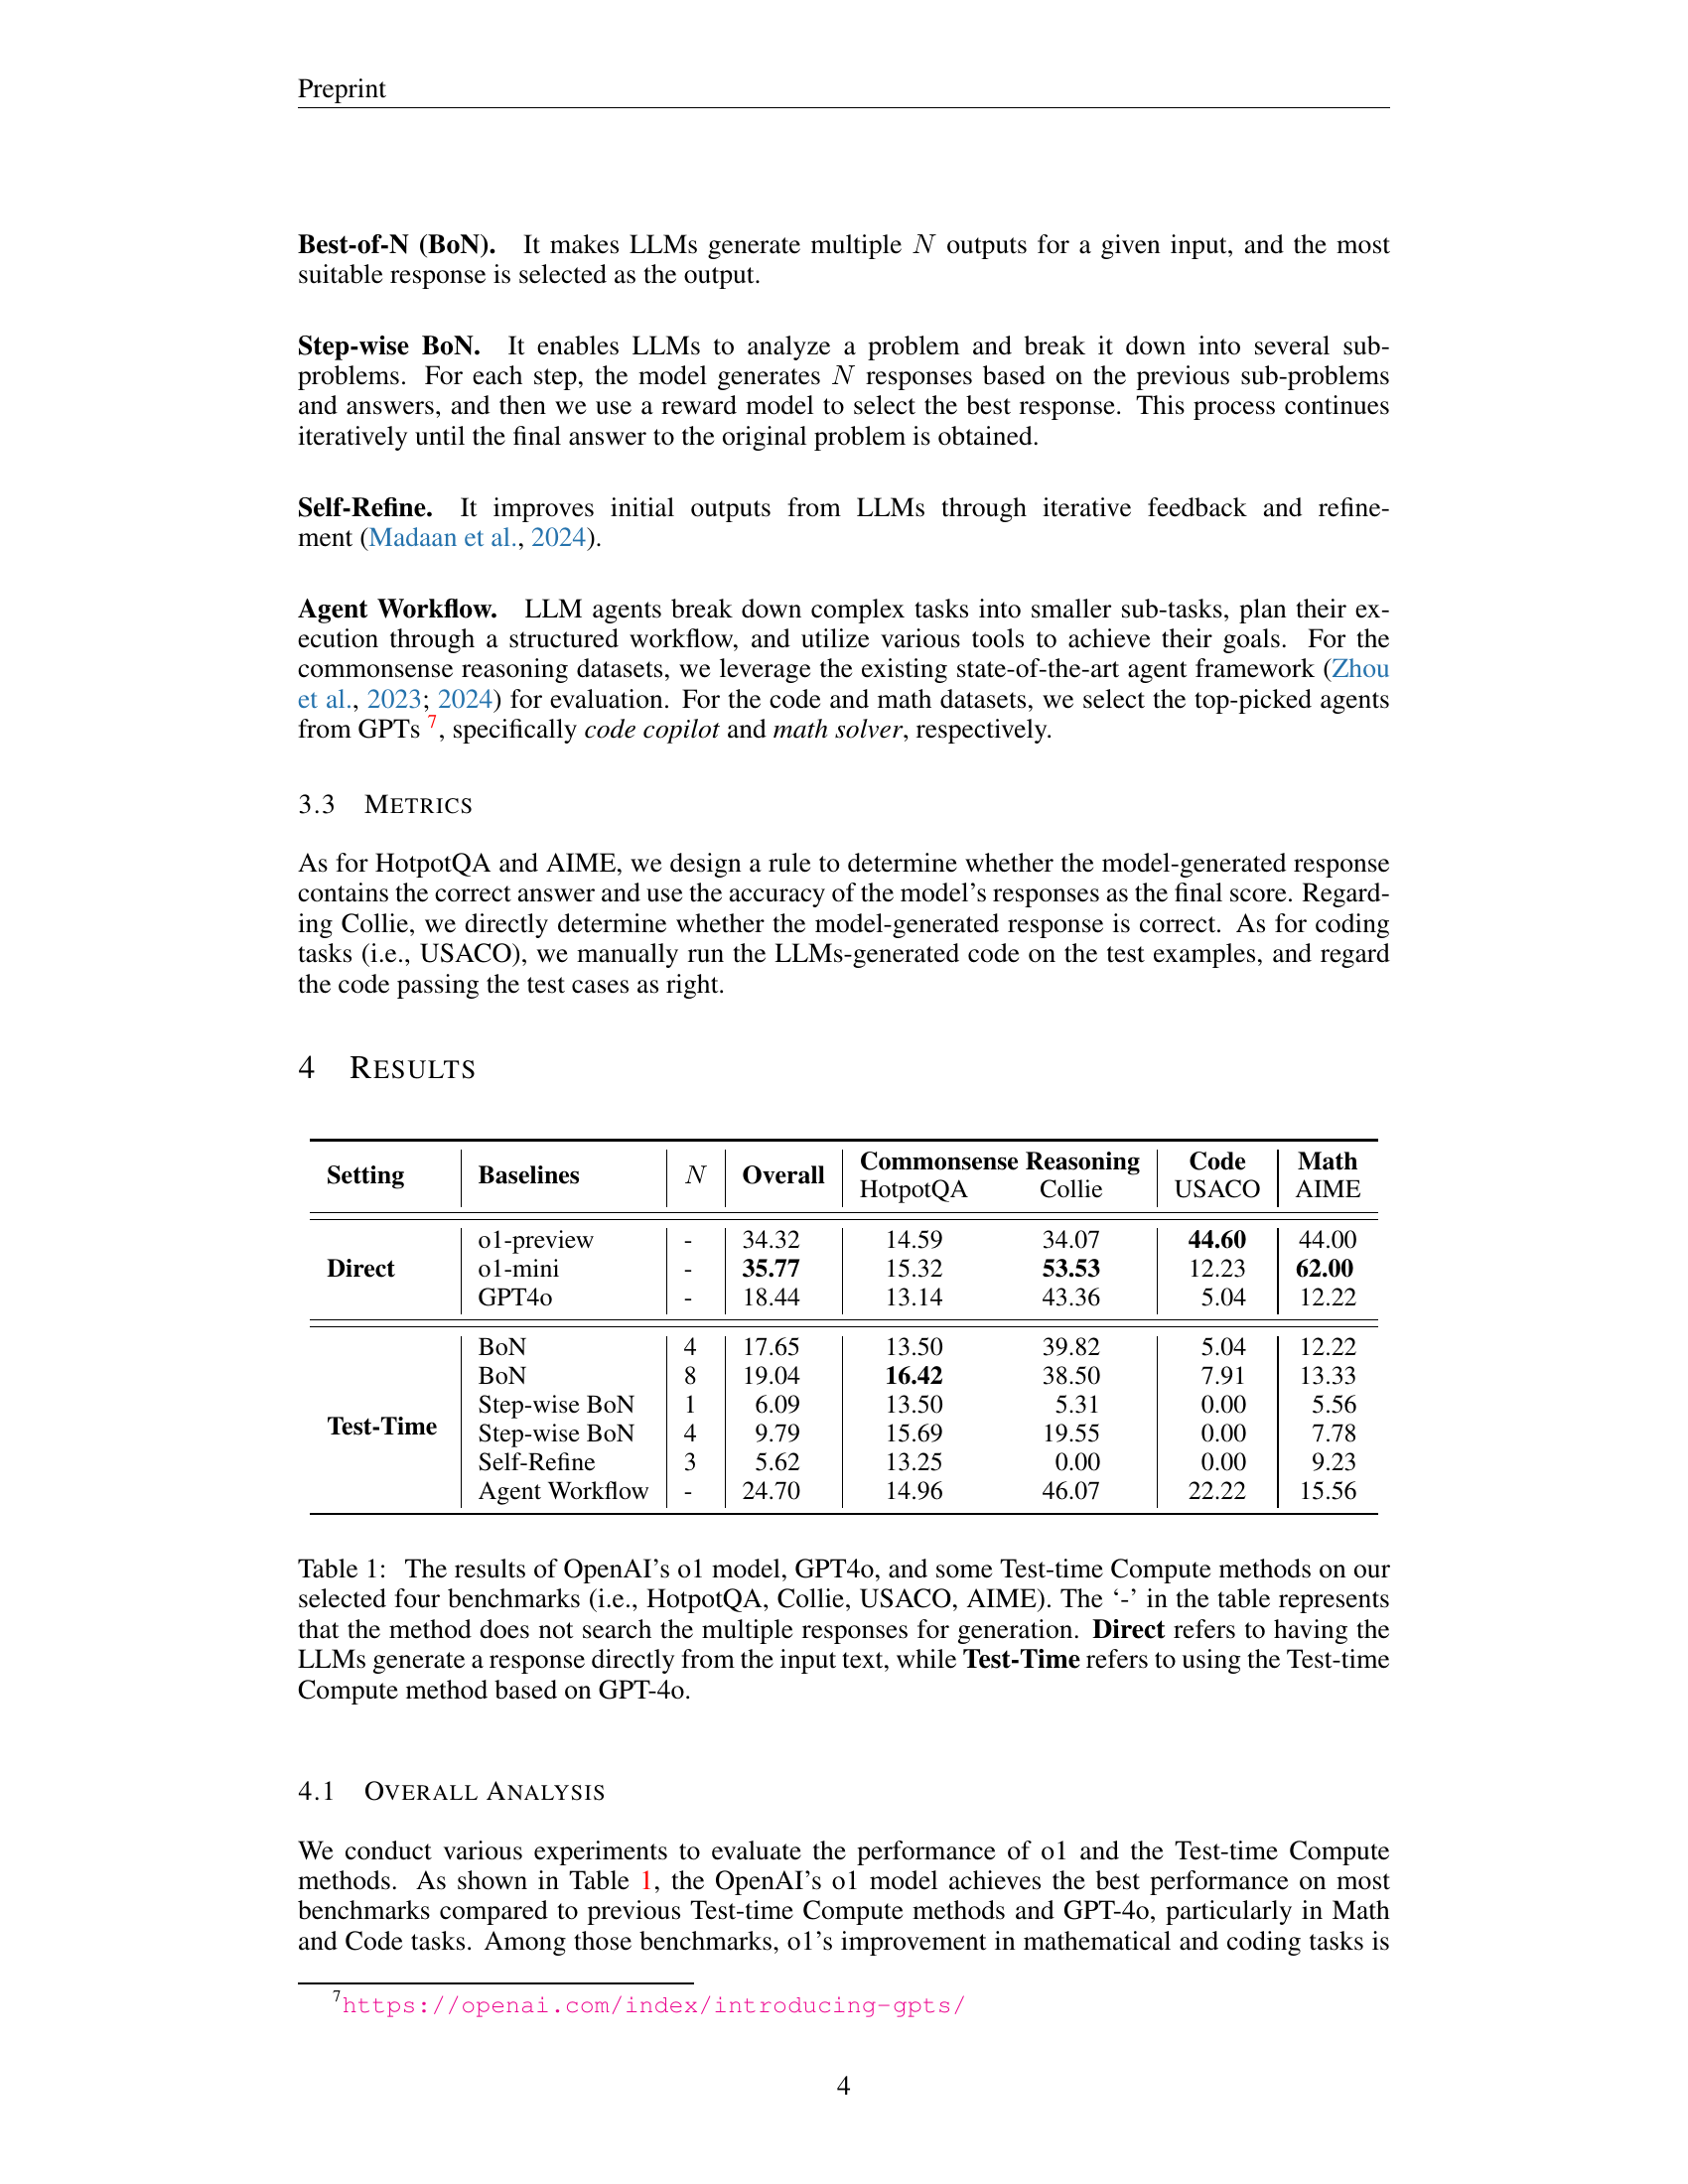 Preprint
Best-of-N (BoN). It makes LLMs generate multiple N outputs for a given input, and the most
suitable response is selected as the output.
Step-wise BoN. It enables LLMs to analyze a problem and break it down into several sub-
problems. For each step, the model generates N responses based on the previous sub-problems
and answers, and then we use a reward model to select the best response. This process continues
iteratively until the final answer to the original problem is obtained.
Self-Refine. It improves initial outputs from LLMs through iterative feedback and refine-
ment (Madaan et al., 2024).
Agent Workflow. LLM agents break down complex tasks into smaller sub-tasks, plan their ex-
ecution through a structured workflow, and utilize various tools to achieve their goals. For the
commonsense reasoning datasets, we leverage the existing state-of-the-art agent framework (Zhou
et al., 2023; 2024) for evaluation. For the code and math datasets, we select the top-picked agents
from GPTs 7, specifically code copilot and math solver, respectively.
3.3 METRICS
As for HotpotQA and AIME, we design a rule to determine whether the model-generated response
contains the correct answer and use the accuracy of the model's responses as the final score. Regard-
ing Collie, we directly determine whether the model-generated response is correct. As for coding
tasks (i.e., USACO), we manually run the LLMs-generated code on the test examples, and regard
the code passing the test cases as right.
4 RESULTS
Setting Baselines N Overall Commonsense Reasoning Code Math
HotpotQA Collie USACO AIME
Direct
o1-preview - 34.32 14.59 34.07 44.60 44.00
o1-mini - 35.77 15.32 53.53 12.23 62.00
GPT4o - 18.44 13.14 43.36 5.04 12.22
Test-Time
BoN 4 17.65 13.50 39.82 5.04 12.22
BoN 8 19.04 16.42 38.50 7.91 13.33
Step-wise BoN 1 6.09 13.50 5.31 0.00 5.56
Step-wise BoN 4 9.79 15.69 19.55 0.00 7.78
Self-Refine 3 5.62 13.25 0.00 0.00 9.23
Agent Workflow - 24.70 14.96 46.07 22.22 15.56
Table 1: The results of OpenAI's o1 model, GPT4o, and some Test-time Compute methods on our
selected four benchmarks (i.e., HotpotQA, Collie, USACO, AIME). The '-' in the table represents
that the method does not search the multiple responses for generation. Direct refers to having the
LLMs generate a response directly from the input text, while Test-Time refers to using the Test-time
Compute method based on GPT-4o.
4.1 OVERALL ANALYSIS
We conduct various experiments to evaluate the performance of o1 and the Test-time Compute
methods. As shown in Table 1, the OpenAI's o1 model achieves the best performance on most
benchmarks compared to previous Test-time Compute methods and GPT-4o, particularly in Math
and Code tasks. Among those benchmarks, o1's improvement in mathematical and coding tasks is
7https://openai.com/index/introducing-gpts/
4